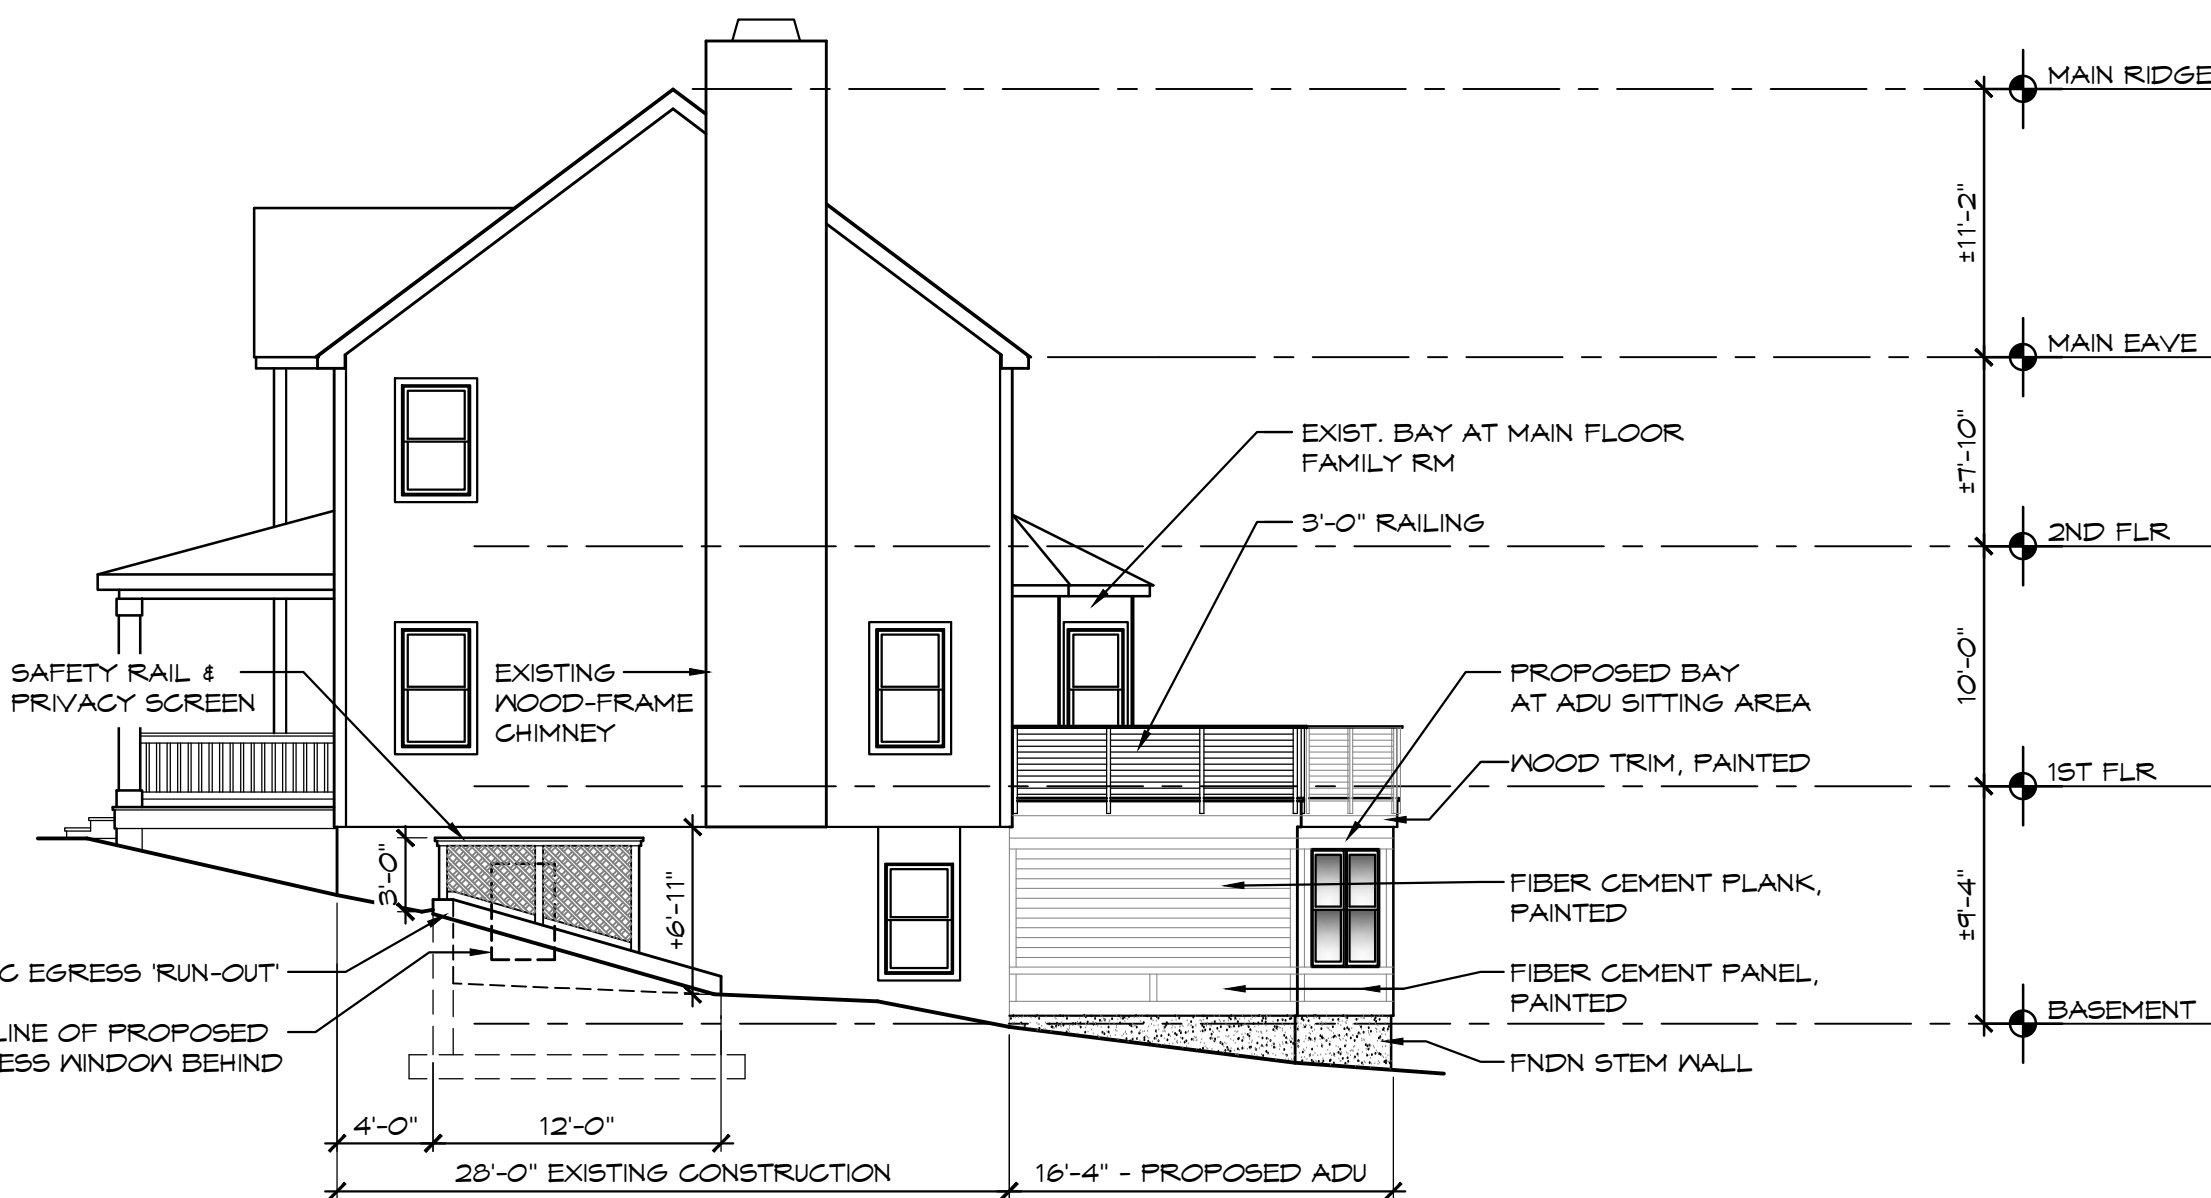 MAIN RIDGE
±11'-2"
MAIN EAVE
EXIST. BAY AT MAIN FLOOR
FAMILY RM
±7'-10"
3'-0" RAILING
2ND FLR
SAFETY RAIL &
PRIVACY SCREEN
EXISTING
WOOD-FRAME
CHIMNEY
PROPOSED BAY
AT ADU SITTING AREA
10'-0"
WOOD TRIM, PAINTED
1ST FLR
3'-0"
±6'-11"
FIBER CEMENT PLANK,
PAINTED
±9'-4"
C EGRESS 'RUN-OUT'
FIBER CEMENT PANEL,
PAINTED
BASEMENT
LINE OF PROPOSED
ESS WINDOW BEHIND
FNDN STEM WALL
4'-0"
12'-0"
28'-0" EXISTING CONSTRUCTION
16'-4" - PROPOSED ADU